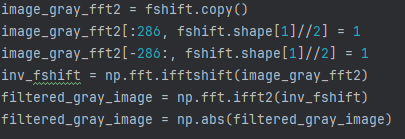 image_gray_fft2 = fshift.copy()
image_gray_fft2[:286, fshift.shape[1]//2] = 1
image_gray_fft2[-286:, fshift.shape[1]//2] = 1
inv_fshift = np.fft.ifftshift(image_gray_fft2)
filtered_gray_image = np.fft.ifft2(inv_fshift)
filtered_gray_image = np.abs(filtered_gray_image)